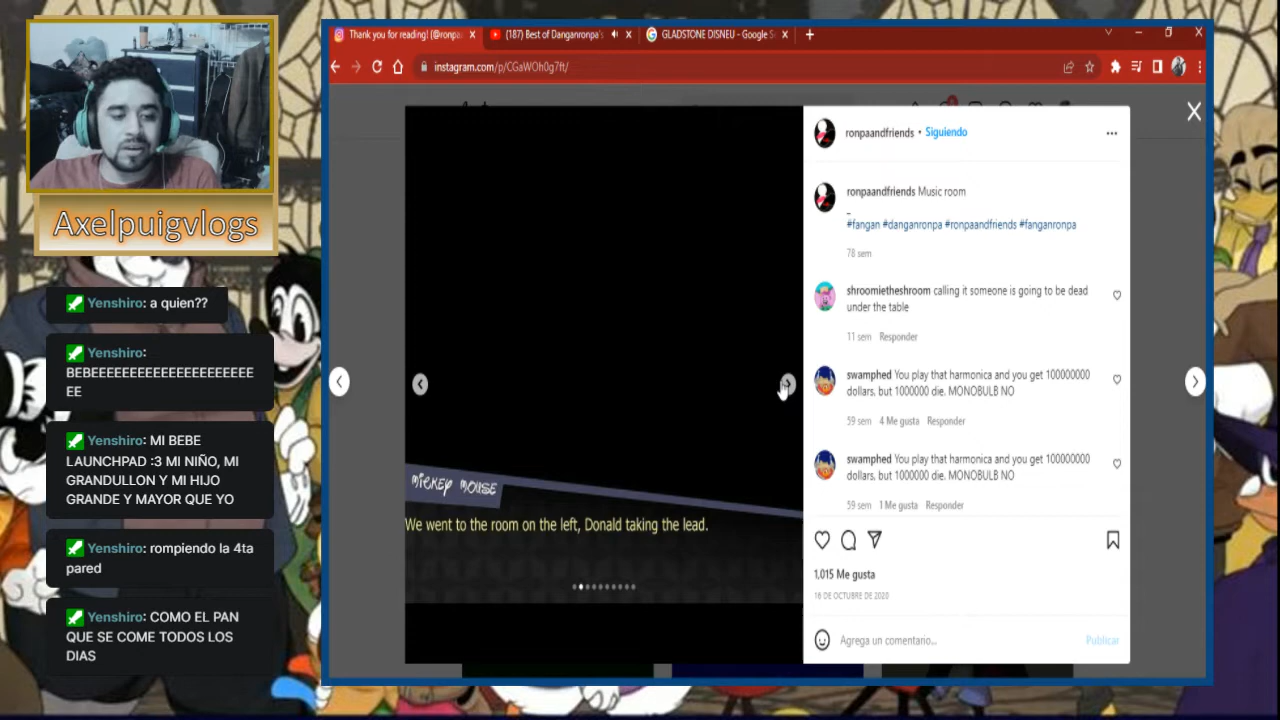 Thank you for reading! (@ronpa
(187) Best of Danganronpa's
GLADSTONE DISNEU - Google S
instagram.com/p/CGaWOh0g7ft/
Axelpuigvlogs
Yenshiro: a quien??
Yenshiro:
BEBEEEEEEEEEEEEEEEEEEEEE
EE
Yenshiro: MI BEBE
LAUNCHPAD :3 MI NIÑO, MI
GRANDULLON Y MI HIJO
GRANDE Y MAYOR QUE YO
Yenshiro: rompiendo la 4ta
pared
Yenshiro: COMO EL PAN
QUE SE COME TODOS LOS
DIAS
MICKEY MOUSE
We went to the room on the left, Donald taking the lead.
ronpaandfriends • Siguiendo
ronpaandfriends Music room
_
#fangan #danganronpa #ronpaandfriends #fanganronpa
78 sem
shroomietheshroom calling it someone is going to be dead
under the table
11 sem Responder
swamphed You play that harmonica and you get 100000000
dollars, but 1000000 die. MONOBULB NO
59 sem 4 Me gusta Responder
swamphed You play that harmonica and you get 100000000
dollars, but 1000000 die. MONOBULB NO
59 sem 1 Me gusta Responder
1,015 Me gusta
16 DE OCTUBRE DE 2020
Agrega un comentario... Publicar